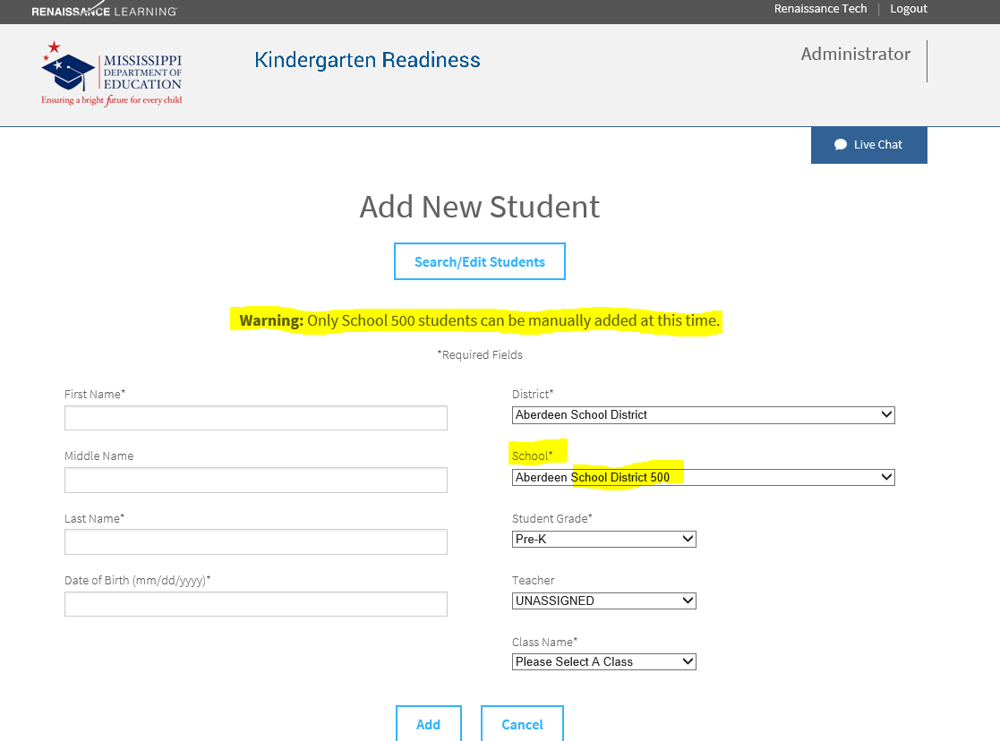 RENAISSANCE LEARNING
Renaissance Tech | Logout
MISSISSIPPI
DEPARTMENT OF
EDUCATION
Ensuring a bright future for every child
Kindergarten Readiness
Administrator
Live Chat
Add New Student
Search/Edit Students
Warning: Only School 500 students can be manually added at this time.
*Required Fields
First Name*
Middle Name
Last Name*
Date of Birth (mm/dd/yyyy)*
District*
Aberdeen School District
School*
Aberdeen School District 500
Student Grade*
Pre-K
Teacher
UNASSIGNED
Class Name*
Please Select A Class
Add
Cancel